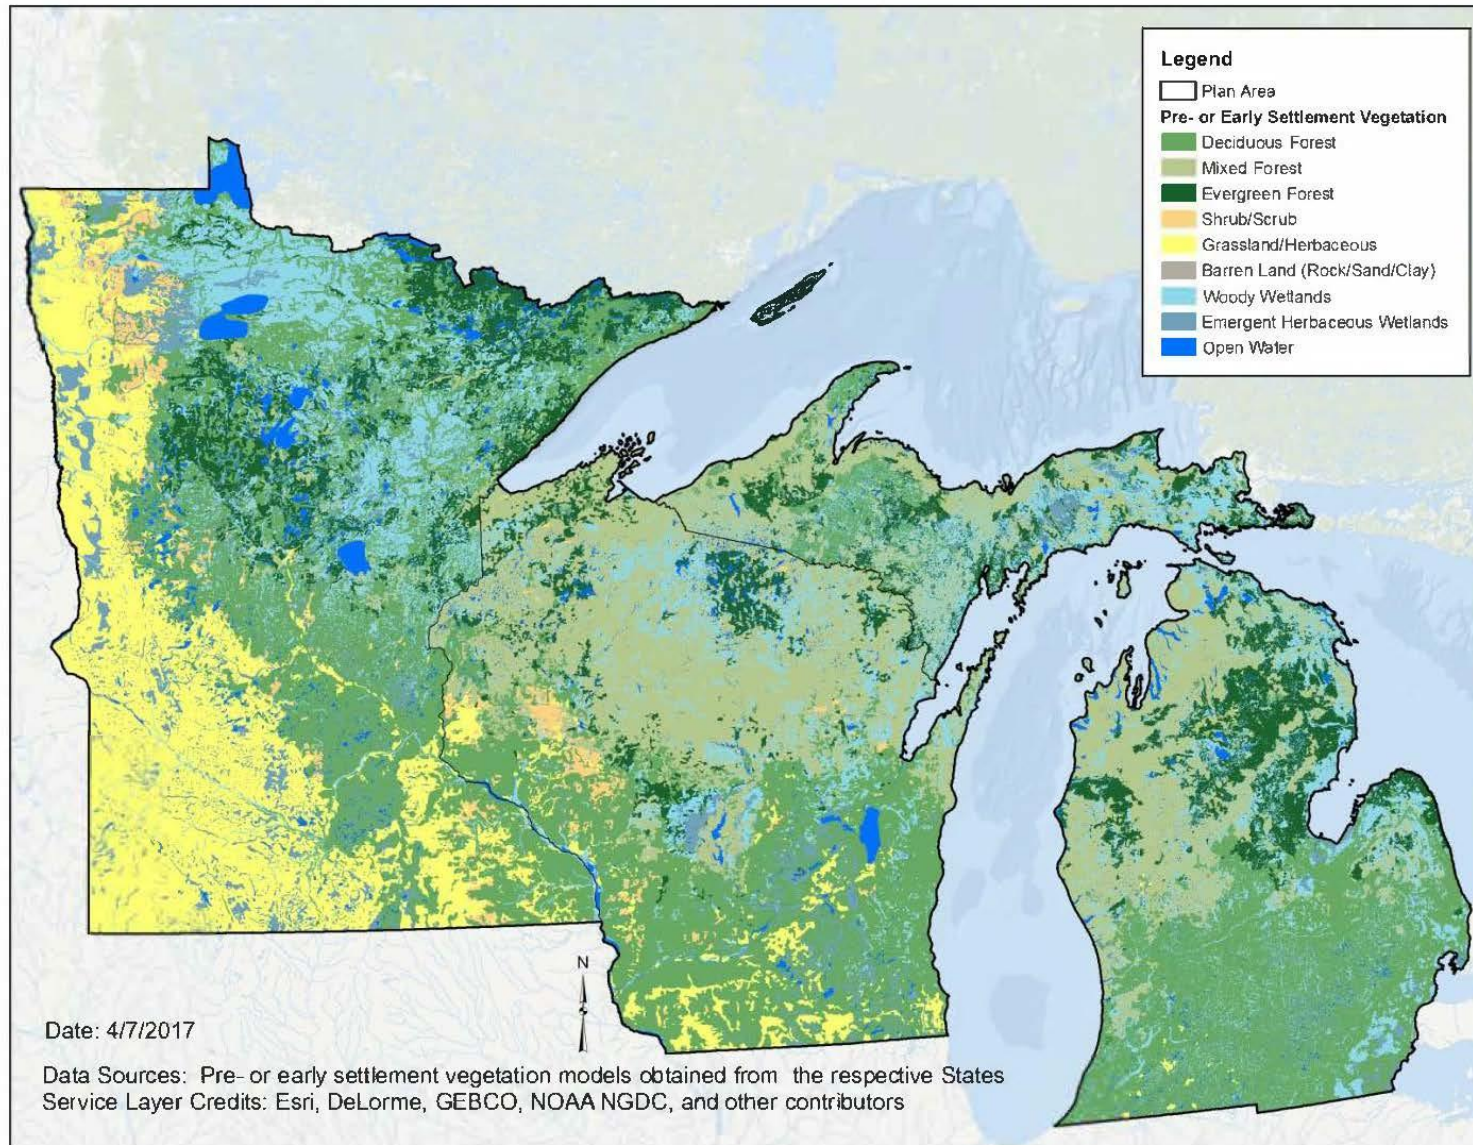 Legend
Plan Area
Pre- or Early Settlement Vegetation
Deciduous Forest
Mixed Forest
Evergreen Forest
Shrub/Scrub
Grassland/Herbaceous
Barren Land (Rock/Sand/Clay)
Woody Wetlands
Emergent Herbaceous Wetlands
Open Water
N
Date: 4/7/2017
Data Sources: Pre- or early settlement vegetation models obtained from the respective States
Service Layer Credits: Esri, DeLorme, GEBCO, NOAA NGDC, and other contributors